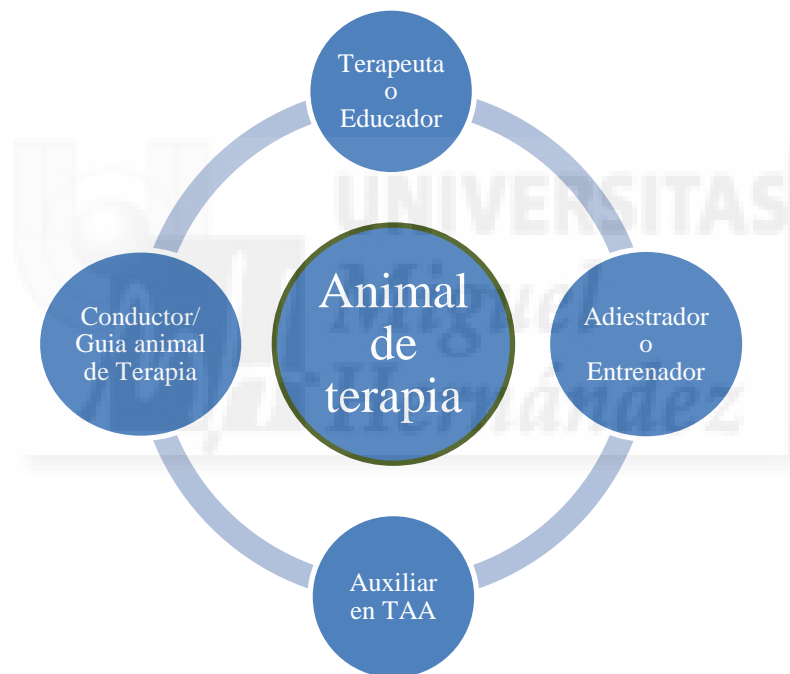 Terapeuta
o
Educador
UNIVERSITAS
Miguel
Hernández
Conductor/
Guia animal
de Terapia
Animal
de
terapia
Adiestrador
o
Entrenador
Auxiliar
en TAA